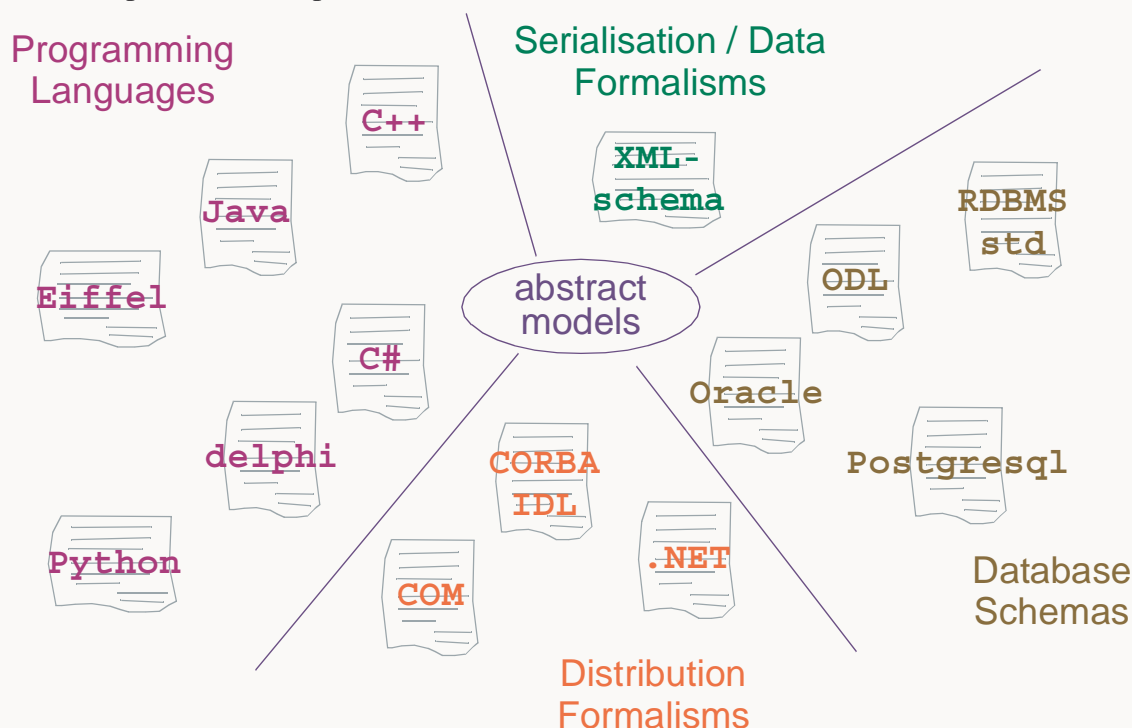 Programming
Languages
C++
Java
Eiffel
C#
delphi
Python
Serialisation / Data
Formalisms
XML-
schema
abstract
models
RDBMS
std
ODL
Oracle
Postgresql
Database
Schemas
CORBA
IDL
.NET
COM
Distribution
Formalisms